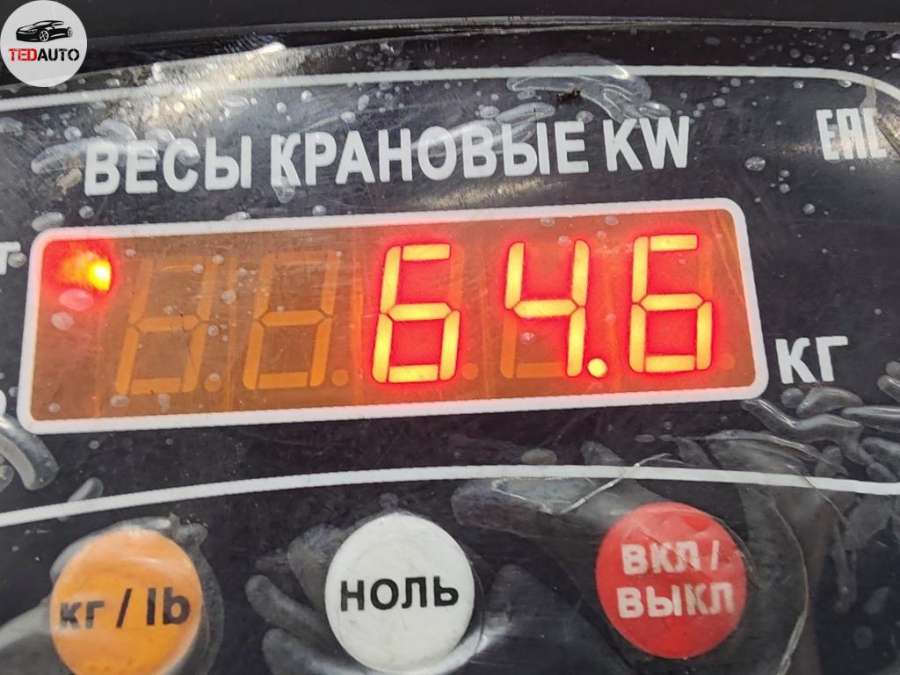 TEDAUTO
ВЕСЫ КРАНОВЫЕ KW
EAC
64.6
КГ
кг / lb
НОЛЬ
ВКЛ /
ВЫКЛ